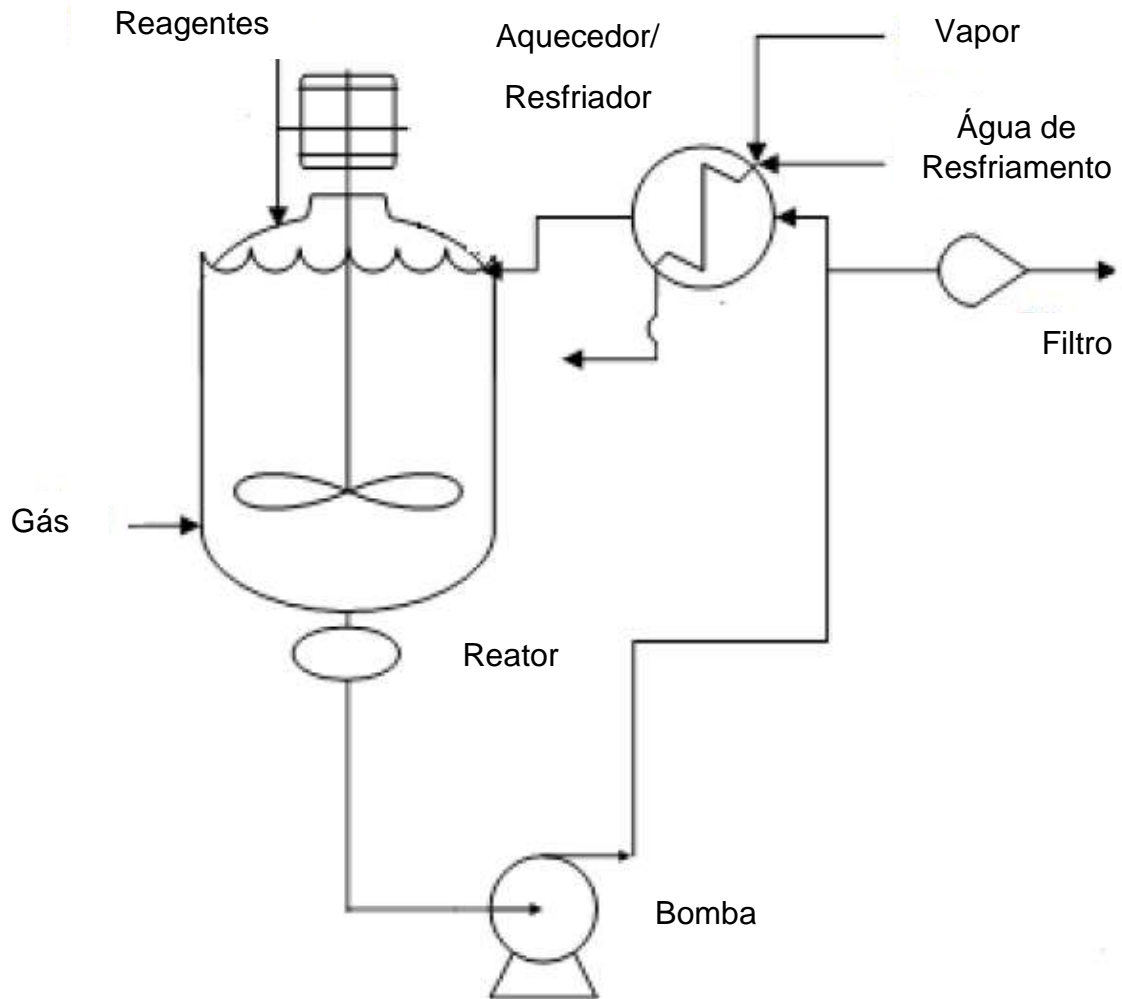 Reagentes
Aquecedor/
Resfriador
Vapor
Água de
Resfriamento
Filtro
Gás
Reator
Bomba